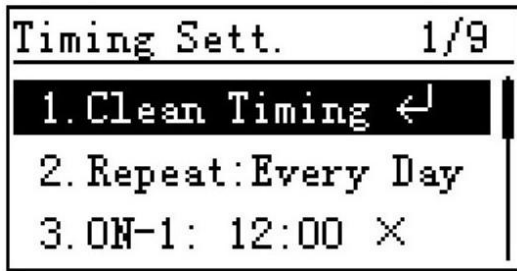 Timing Sett. 1/9
1.Clean Timing ↵
2.Repeat:Every Day
3.ON-1: 12:00 ×